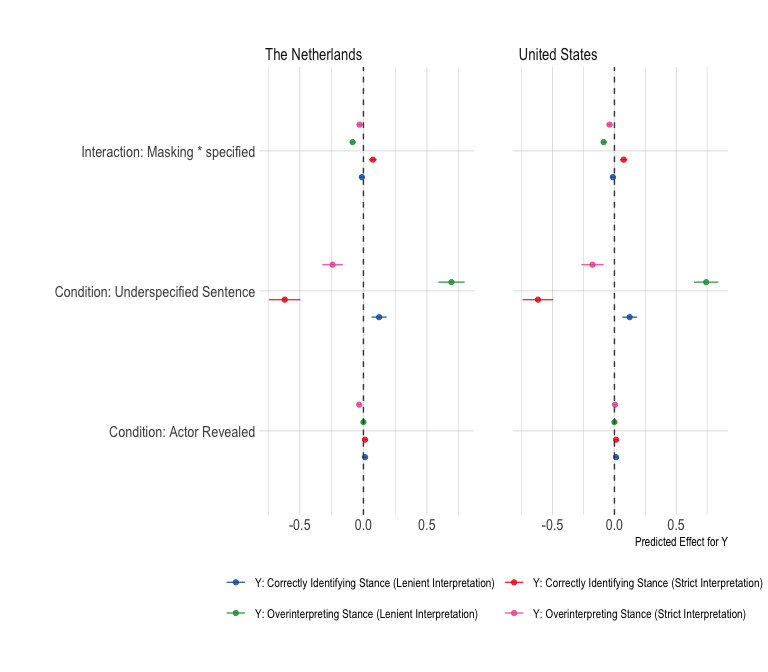 The Netherlands
United States
Interaction: Masking * specified
Condition: Underspecified Sentence
Condition: Actor Revealed
-0.5 0.0 0.5 -0.5 0.0 0.5
Predicted Effect for Y
Y: Correctly Identifying Stance (Lenient Interpretation) Y: Correctly Identifying Stance (Strict Interpretation)
Y: Overinterpreting Stance (Lenient Interpretation) Y: Overinterpreting Stance (Strict Interpretation)